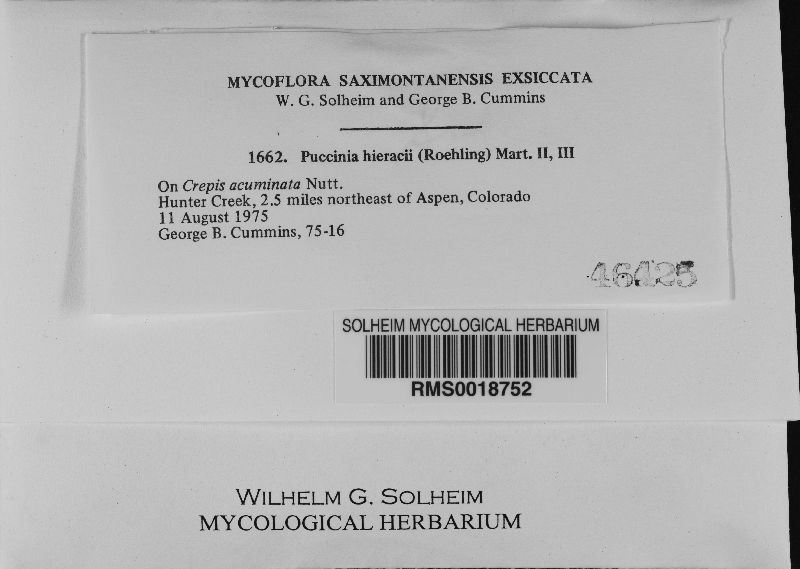 MYCOFLORA SAXIMONTANENSIS EXSICCATA
W. G. Solheim and George B. Cummins
1662. Puccinia hieracii (Roehling) Mart. II, III
On Crepis acuminata Nutt.
Hunter Creek, 2.5 miles northeast of Aspen, Colorado
11 August 1975
George B. Cummins, 75-16
46425
SOLHEIM MYCOLOGICAL HERBARIUM
RMS0018752
WILHELM G. SOLHEIM
MYCOLOGICAL HERBARIUM